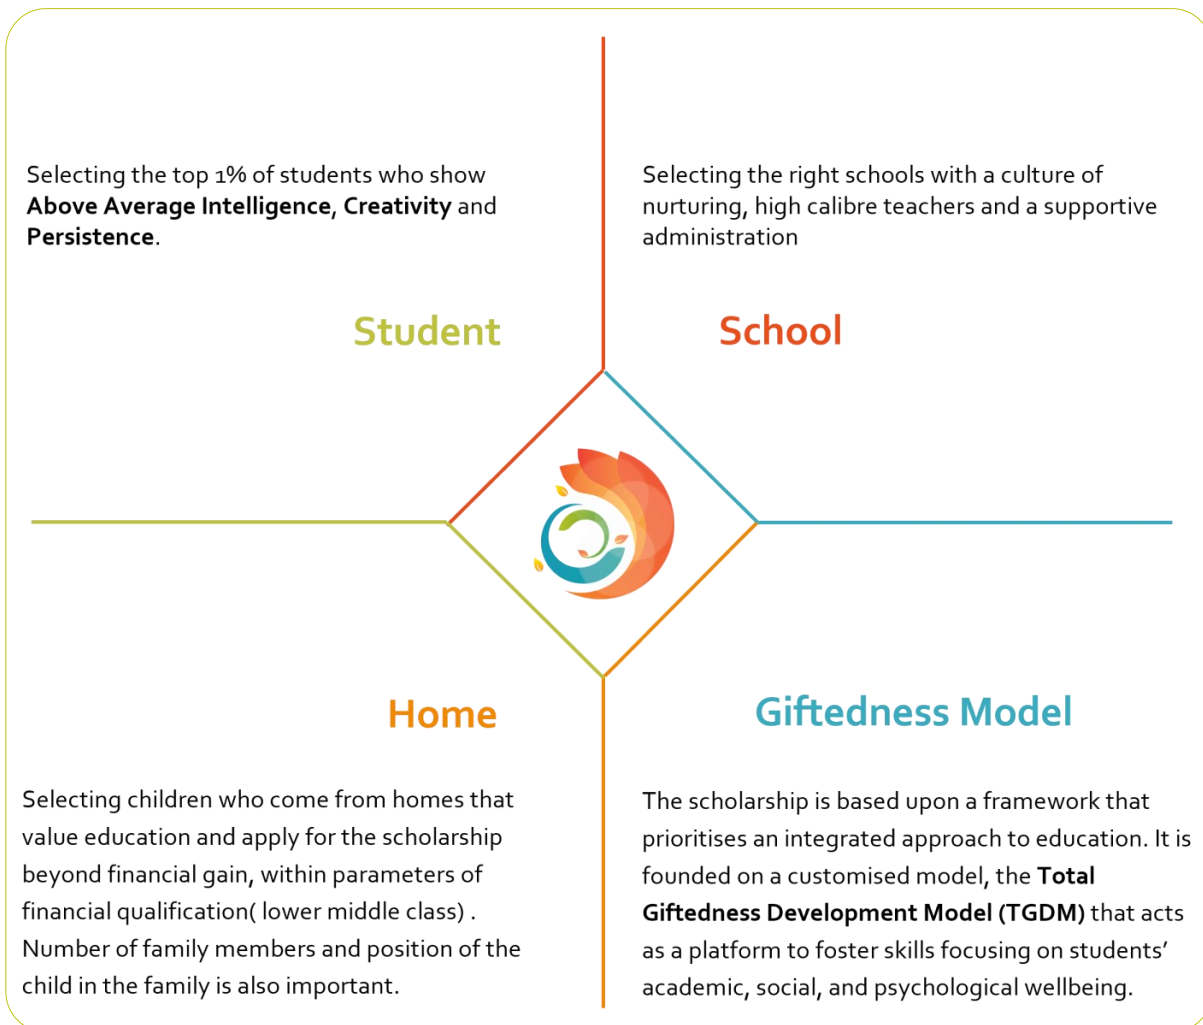 Selecting the top 1% of students who show
Above Average Intelligence, Creativity and
Persistence.
Student
Selecting the right schools with a culture of
nurturing, high calibre teachers and a supportive
administration
School
Home
Selecting children who come from homes that
value education and apply for the scholarship
beyond financial gain, within parameters of
financial qualification( lower middle class) .
Number of family members and position of the
child in the family is also important.
Giftedness Model
The scholarship is based upon a framework that
prioritises an integrated approach to education. It is
founded on a customised model, the Total
Giftedness Development Model (TGDM) that acts
as a platform to foster skills focusing on students’
academic, social, and psychological wellbeing.